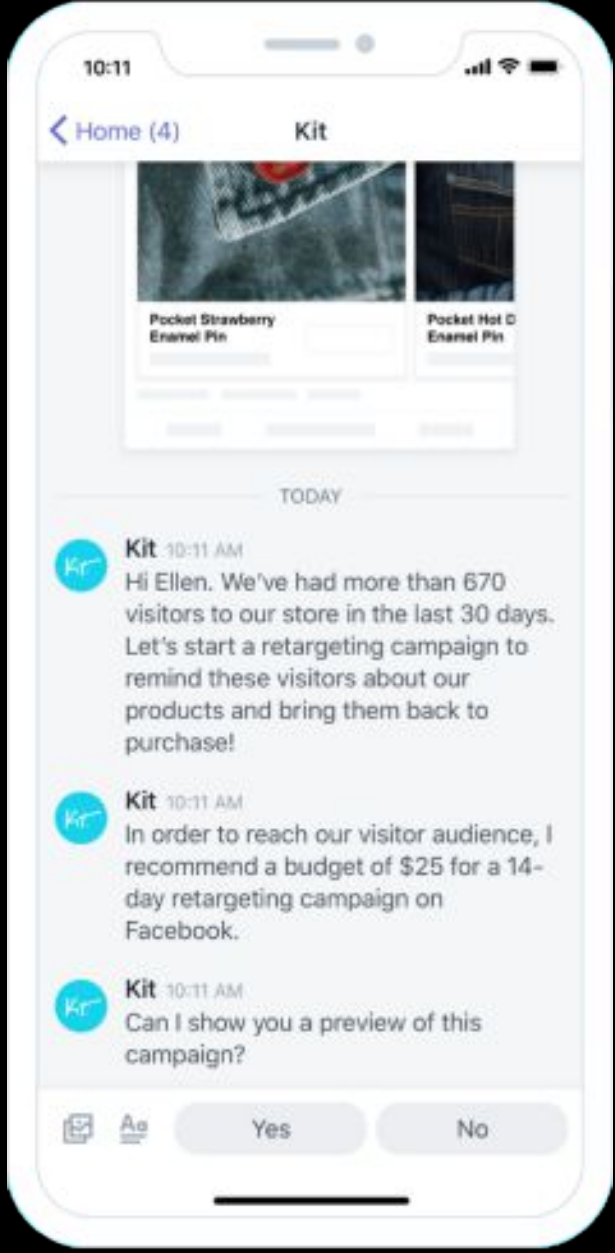 10:11
Home (4)
Kit
Pocket Strawberry
Enamel Pin
Pocket Hot D
Enamel Pin
TODAY
Kit 10:11 AM
Kit
Hi Ellen. We've had more than 670
visitors to our store in the last 30 days.
Let's start a retargeting campaign to
remind these visitors about our
products and bring them back to
purchase!
Kit 10:11 AM
Kit
In order to reach our visitor audience, I
recommend a budget of $25 for a 14-
day retargeting campaign on
Facebook.
Kit 10:11 AM
Kit
Can I show you a preview of this
campaign?
Aa
Yes
No